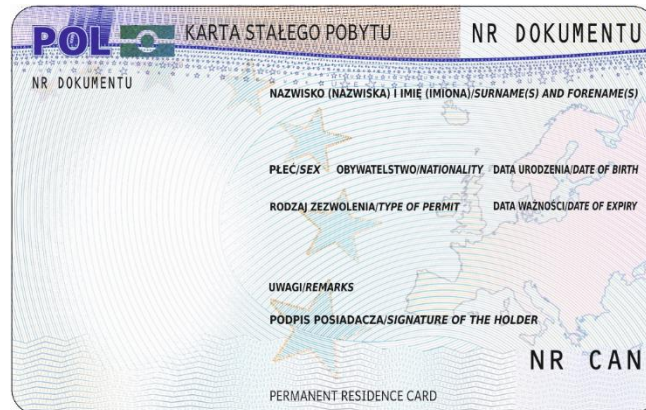 POL KARTA STAŁEGO POBYTU NR DOKUMENTU
NR DOKUMENTU
NAZWISKO (NAZWISKA) I IMIĘ (IMIONA)/SURNAME(S) AND FORENAME(S)
PŁEĆ/SEX OBYWATELSTWO/NATIONALITY DATA URODZENIA/DATE OF BIRTH
RODZAJ ZEZWOLENIA/TYPE OF PERMIT DATA WAŻNOŚCI/DATE OF EXPIRY
UWAGI/REMARKS
PODPIS POSIADACZA/SIGNATURE OF THE HOLDER
NR CAN
PERMANENT RESIDENCE CARD